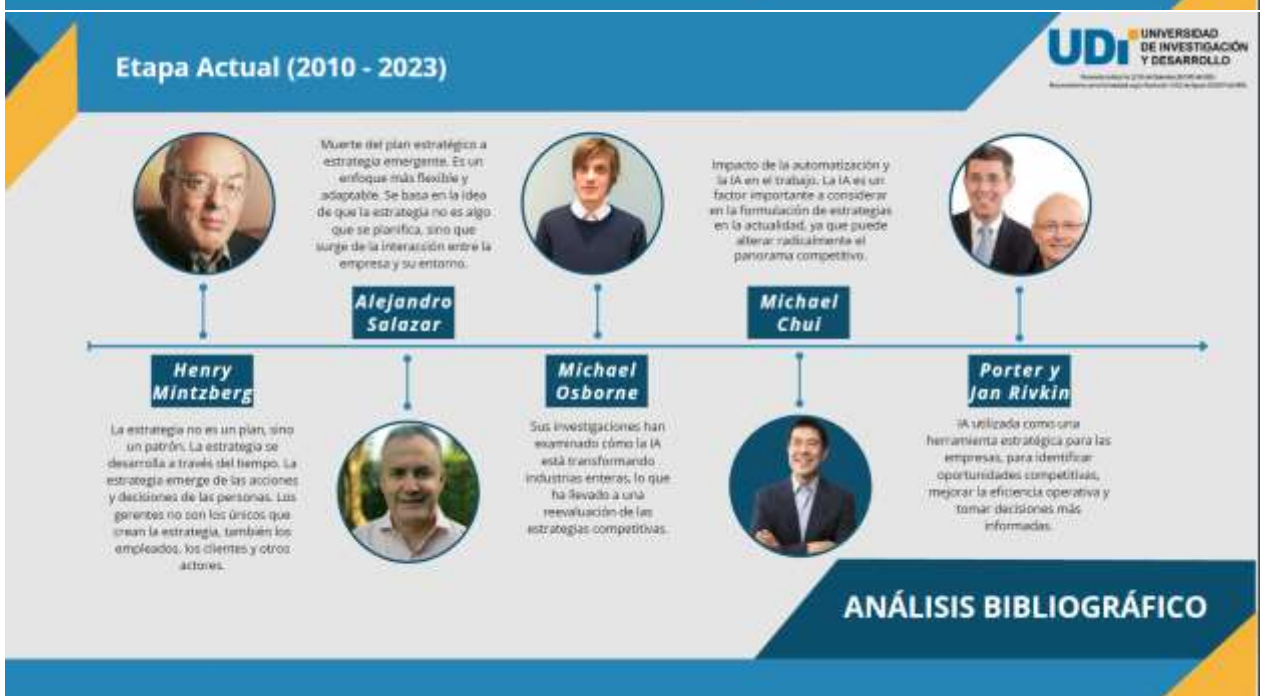 Etapa Actual (2010 - 2023)
UDi
UNIVERSIDAD
DE INVESTIGACIÓN
Y DESARROLLO
Muerte del plan estratégico a
estrategia emergente. Es un
enfoque más flexible y
adaptable. Se basa en la idea
de que la estrategia no es algo
que se planifica, sino que
surge de la interacción entre la
empresa y su entorno.
Impacto de la automatización y
la IA en el trabajo. La IA es un
factor importante a considerar
en la formulación de estrategias
en la actualidad, ya que puede
alterar radicalmente el
panorama competitivo.
Alejandro
Salazar
Michael
Chui
Henry
Mintzberg
Michael
Osborne
Porter y
Jan Rivkin
La estrategia no es un plan, sino
un patrón. La estrategia se
desarrolla a través del tiempo. La
estrategia emerge de las acciones
y decisiones de las personas. Los
gerentes no son los únicos que
crean la estrategia, también los
empleados, los clientes y otros
actores.
Sus investigaciones han
examinado cómo la IA
está transformando
industrias enteras, lo que
ha llevado a una
reevaluación de las
estrategias competitivas.
IA utilizada como una
herramienta estratégica para las
empresas, para identificar
oportunidades competitivas,
mejorar la eficiencia operativa y
tomar decisiones más
informadas.
ANÁLISIS BIBLIOGRÁFICO